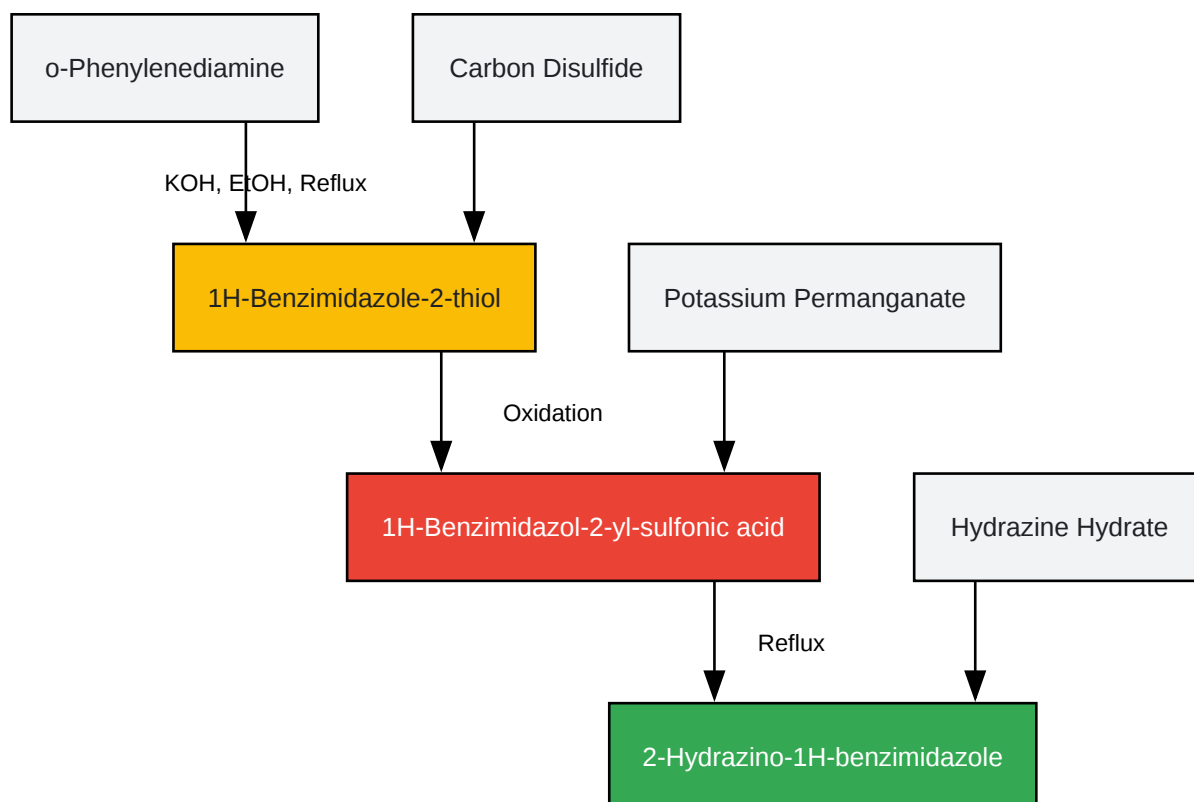 o-Phenylenediamine
Carbon Disulfide
KOH, EtOH, Reflux
1H-Benzimidazole-2-thiol
Potassium Permanganate
Oxidation
1H-Benzimidazol-2-yl-sulfonic acid
Hydrazine Hydrate
Reflux
2-Hydrazino-1H-benzimidazole